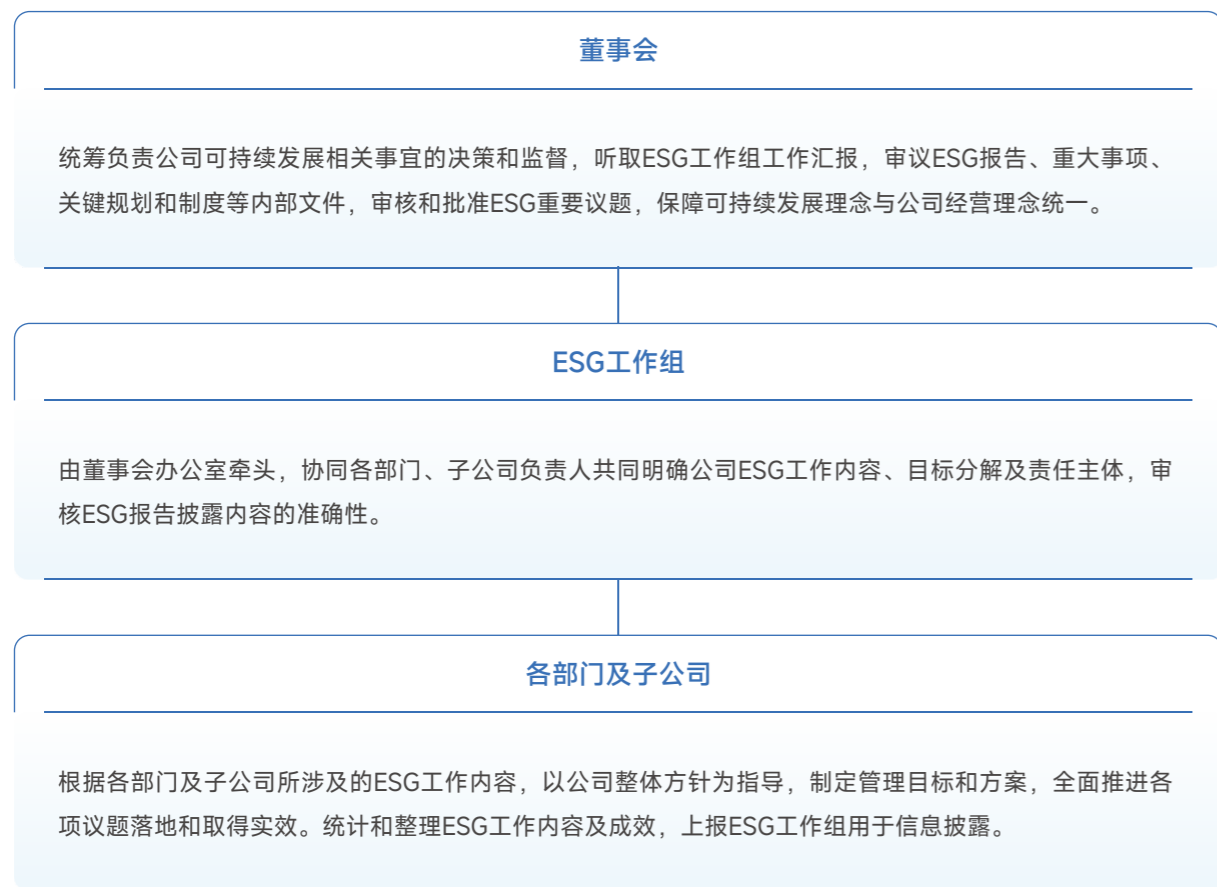 董事会
统筹负责公司可持续发展相关事宜的决策和监督，听取ESG工作组工作汇报，审议ESG报告、重大事项、
关键规划和制度等内部文件，审核和批准ESG重要议题，保障可持续发展理念与公司经营理念统一。
ESG工作组
由董事会办公室牵头，协同各部门、子公司负责人共同明确公司ESG工作内容、目标分解及责任主体，审
核ESG报告披露内容的准确性。
各部门及子公司
根据各部门及子公司所涉及的ESG工作内容，以公司整体方针为指导，制定管理目标和方案，全面推进各
项议题落地和取得实效。统计和整理ESG工作内容及成效，上报ESG工作组用于信息披露。